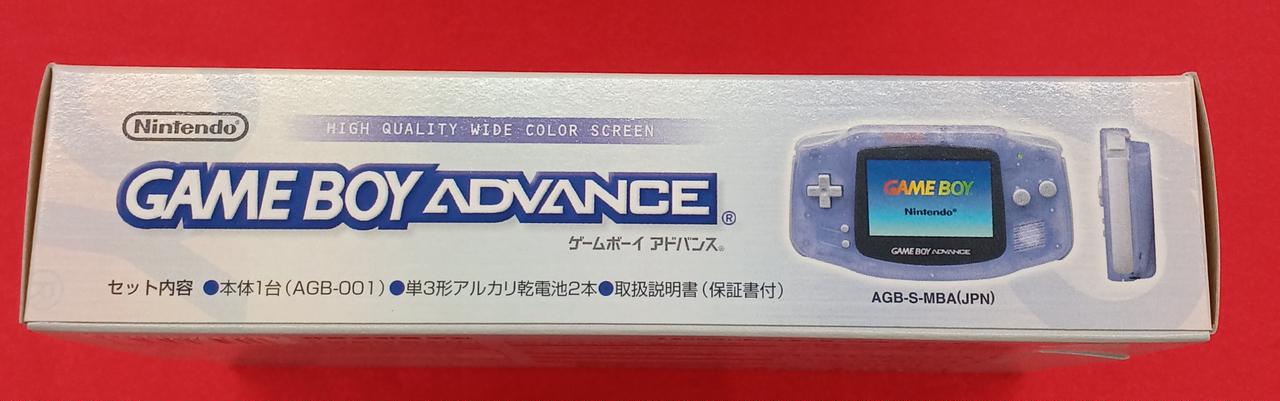 Nintendo
HIGH QUALITY WIDE COLOR SCREEN
GAME BOY ADVANCE®
ゲームボーイ アドバンス®
セット内容 ●本体1台(AGB-001) ●単3形アルカリ乾電池2本 ●取扱説明書(保証書付)
GAME BOY
Nintendo®
GAME BOY ADVANCE
AGB-S-MBA(JPN)